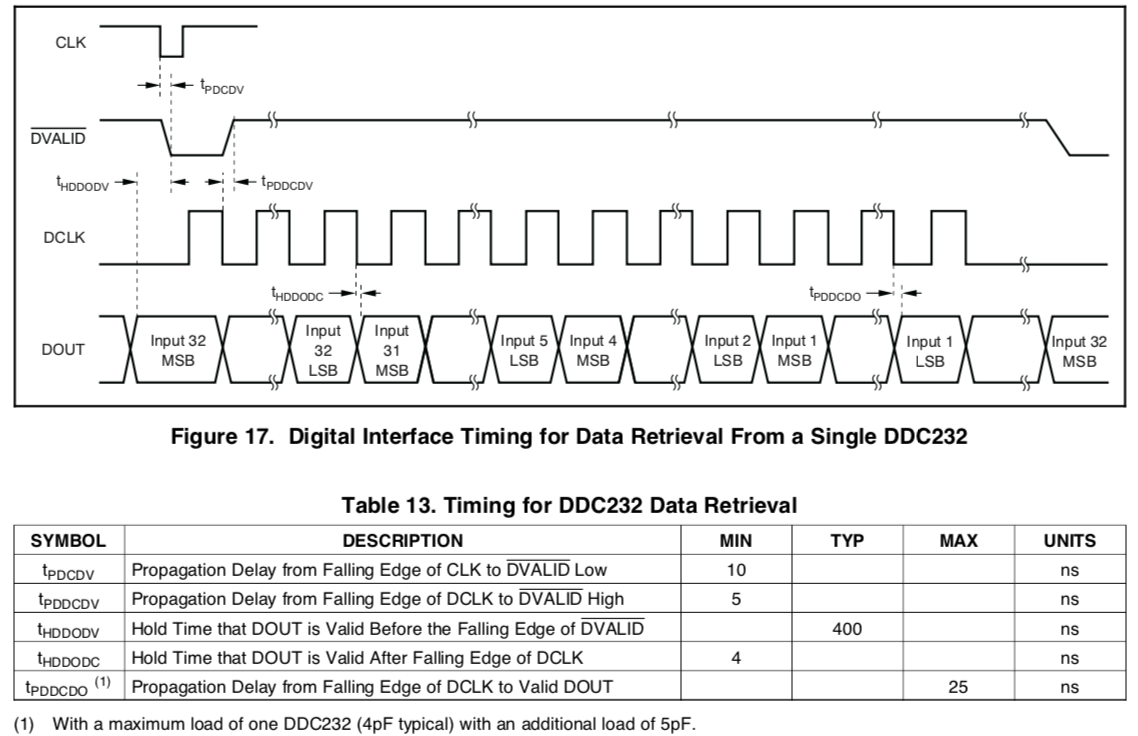 CLK
tPDCDV
DVALID
tHDDODV
tPDDCDV
DCLK
tHDDODC
tPDDCDO
DOUT
Input 32
MSB
Input
32
LSB
Input
31
MSB
Input 5
LSB
Input 4
MSB
Input 2
LSB
Input 1
MSB
Input 1
LSB
Input 32
MSB
Figure 17. Digital Interface Timing for Data Retrieval From a Single DDC232
Table 13. Timing for DDC232 Data Retrieval
SYMBOL DESCRIPTION MIN TYP MAX UNITS
tPDCDV Propagation Delay from Falling Edge of CLK to DVALID Low 10 ns
tPDDCDV Propagation Delay from Falling Edge of DCLK to DVALID High 5 ns
tHDDODV Hold Time that DOUT is Valid Before the Falling Edge of DVALID 400 ns
tHDDODC Hold Time that DOUT is Valid After Falling Edge of DCLK 4 ns
tPDDCDO (1) Propagation Delay from Falling Edge of DCLK to Valid DOUT 25 ns
(1) With a maximum load of one DDC232 (4pF typical) with an additional load of 5pF.